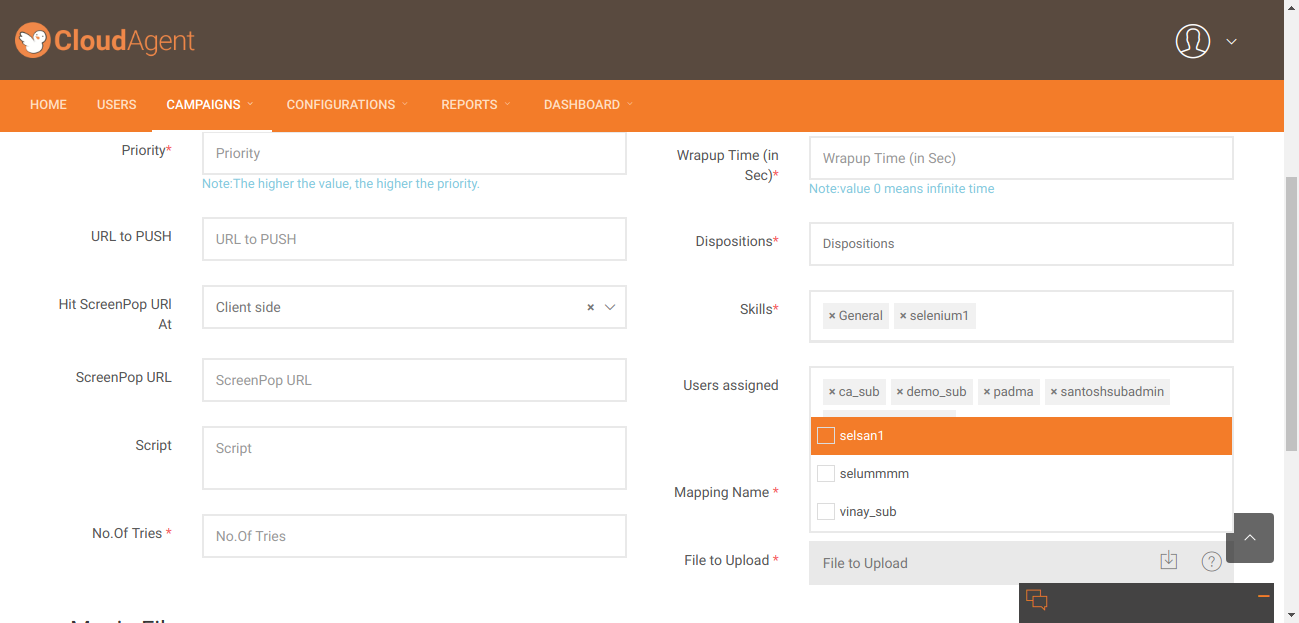 CloudAgent
HOME USERS CAMPAIGNS CONFIGURATIONS REPORTS DASHBOARD
Priority*
Priority
Note:The higher the value, the higher the priority.
URL to PUSH
URL to PUSH
Hit ScreenPop URl
At
Client side
×
ScreenPop URL
ScreenPop URL
Script
Script
No.Of Tries *
No.Of Tries
Wrapup Time (in
Sec)*
Wrapup Time (in Sec)
Note:value 0 means infinite time
Dispositions*
Dispositions
Skills*
× General × selenium1
Users assigned
× ca_sub × demo_sub × padma × santoshsubadmin
selsan1
selummmm
vinay_sub
Mapping Name *
File to Upload *
File to Upload
?